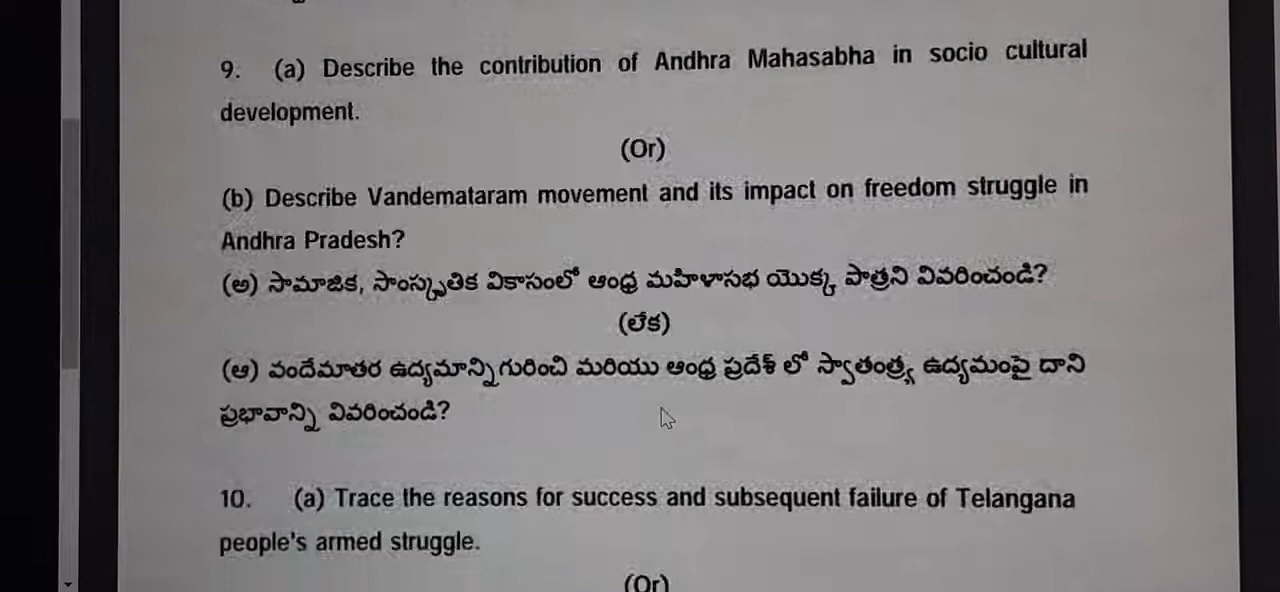 9. (a) Describe the contribution of Andhra Mahasabha in socio cultural
development.
(Or)
(b) Describe Vandemataram movement and its impact on freedom struggle in
Andhra Pradesh?
(అ) సామాజిక, సాంస్కృతిక వికాసంలో ఆంధ్ర మహిళాసభ యొక్క పాత్రని వివరించండి?
(లేక)
(ఆ) వందేమాతర ఉద్యమాన్నిగురించి మరియు ఆంధ్ర ప్రదేశ్ లో స్వాతంత్ర్య ఉద్యమంపై దాని
ప్రభావాన్ని వివరించండి?
10. (a) Trace the reasons for success and subsequent failure of Telangana
people's armed struggle.
(Or)